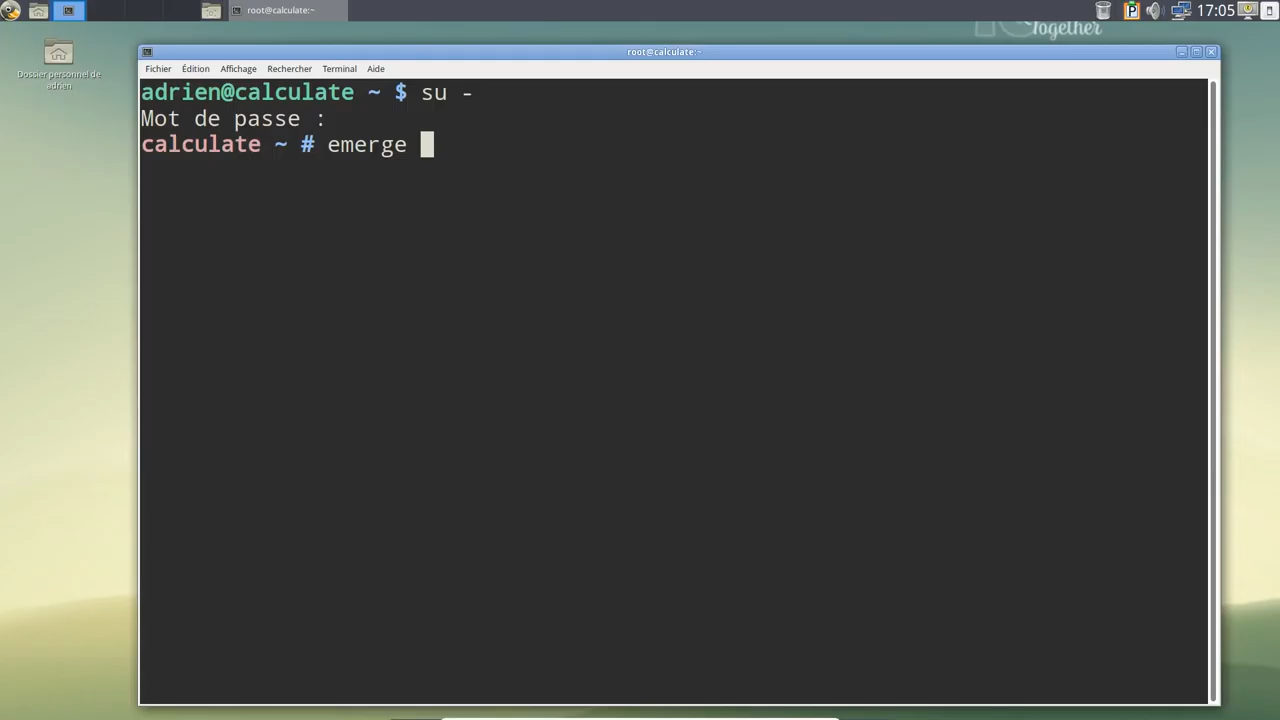 root@calculate:~
17:05
Together
Dossier personnel de
adrien
root@calculate:~
Fichier Édition Affichage Rechercher Terminal Aide
adrien@calculate ~ $ su -
Mot de passe :
calculate ~ # emerge